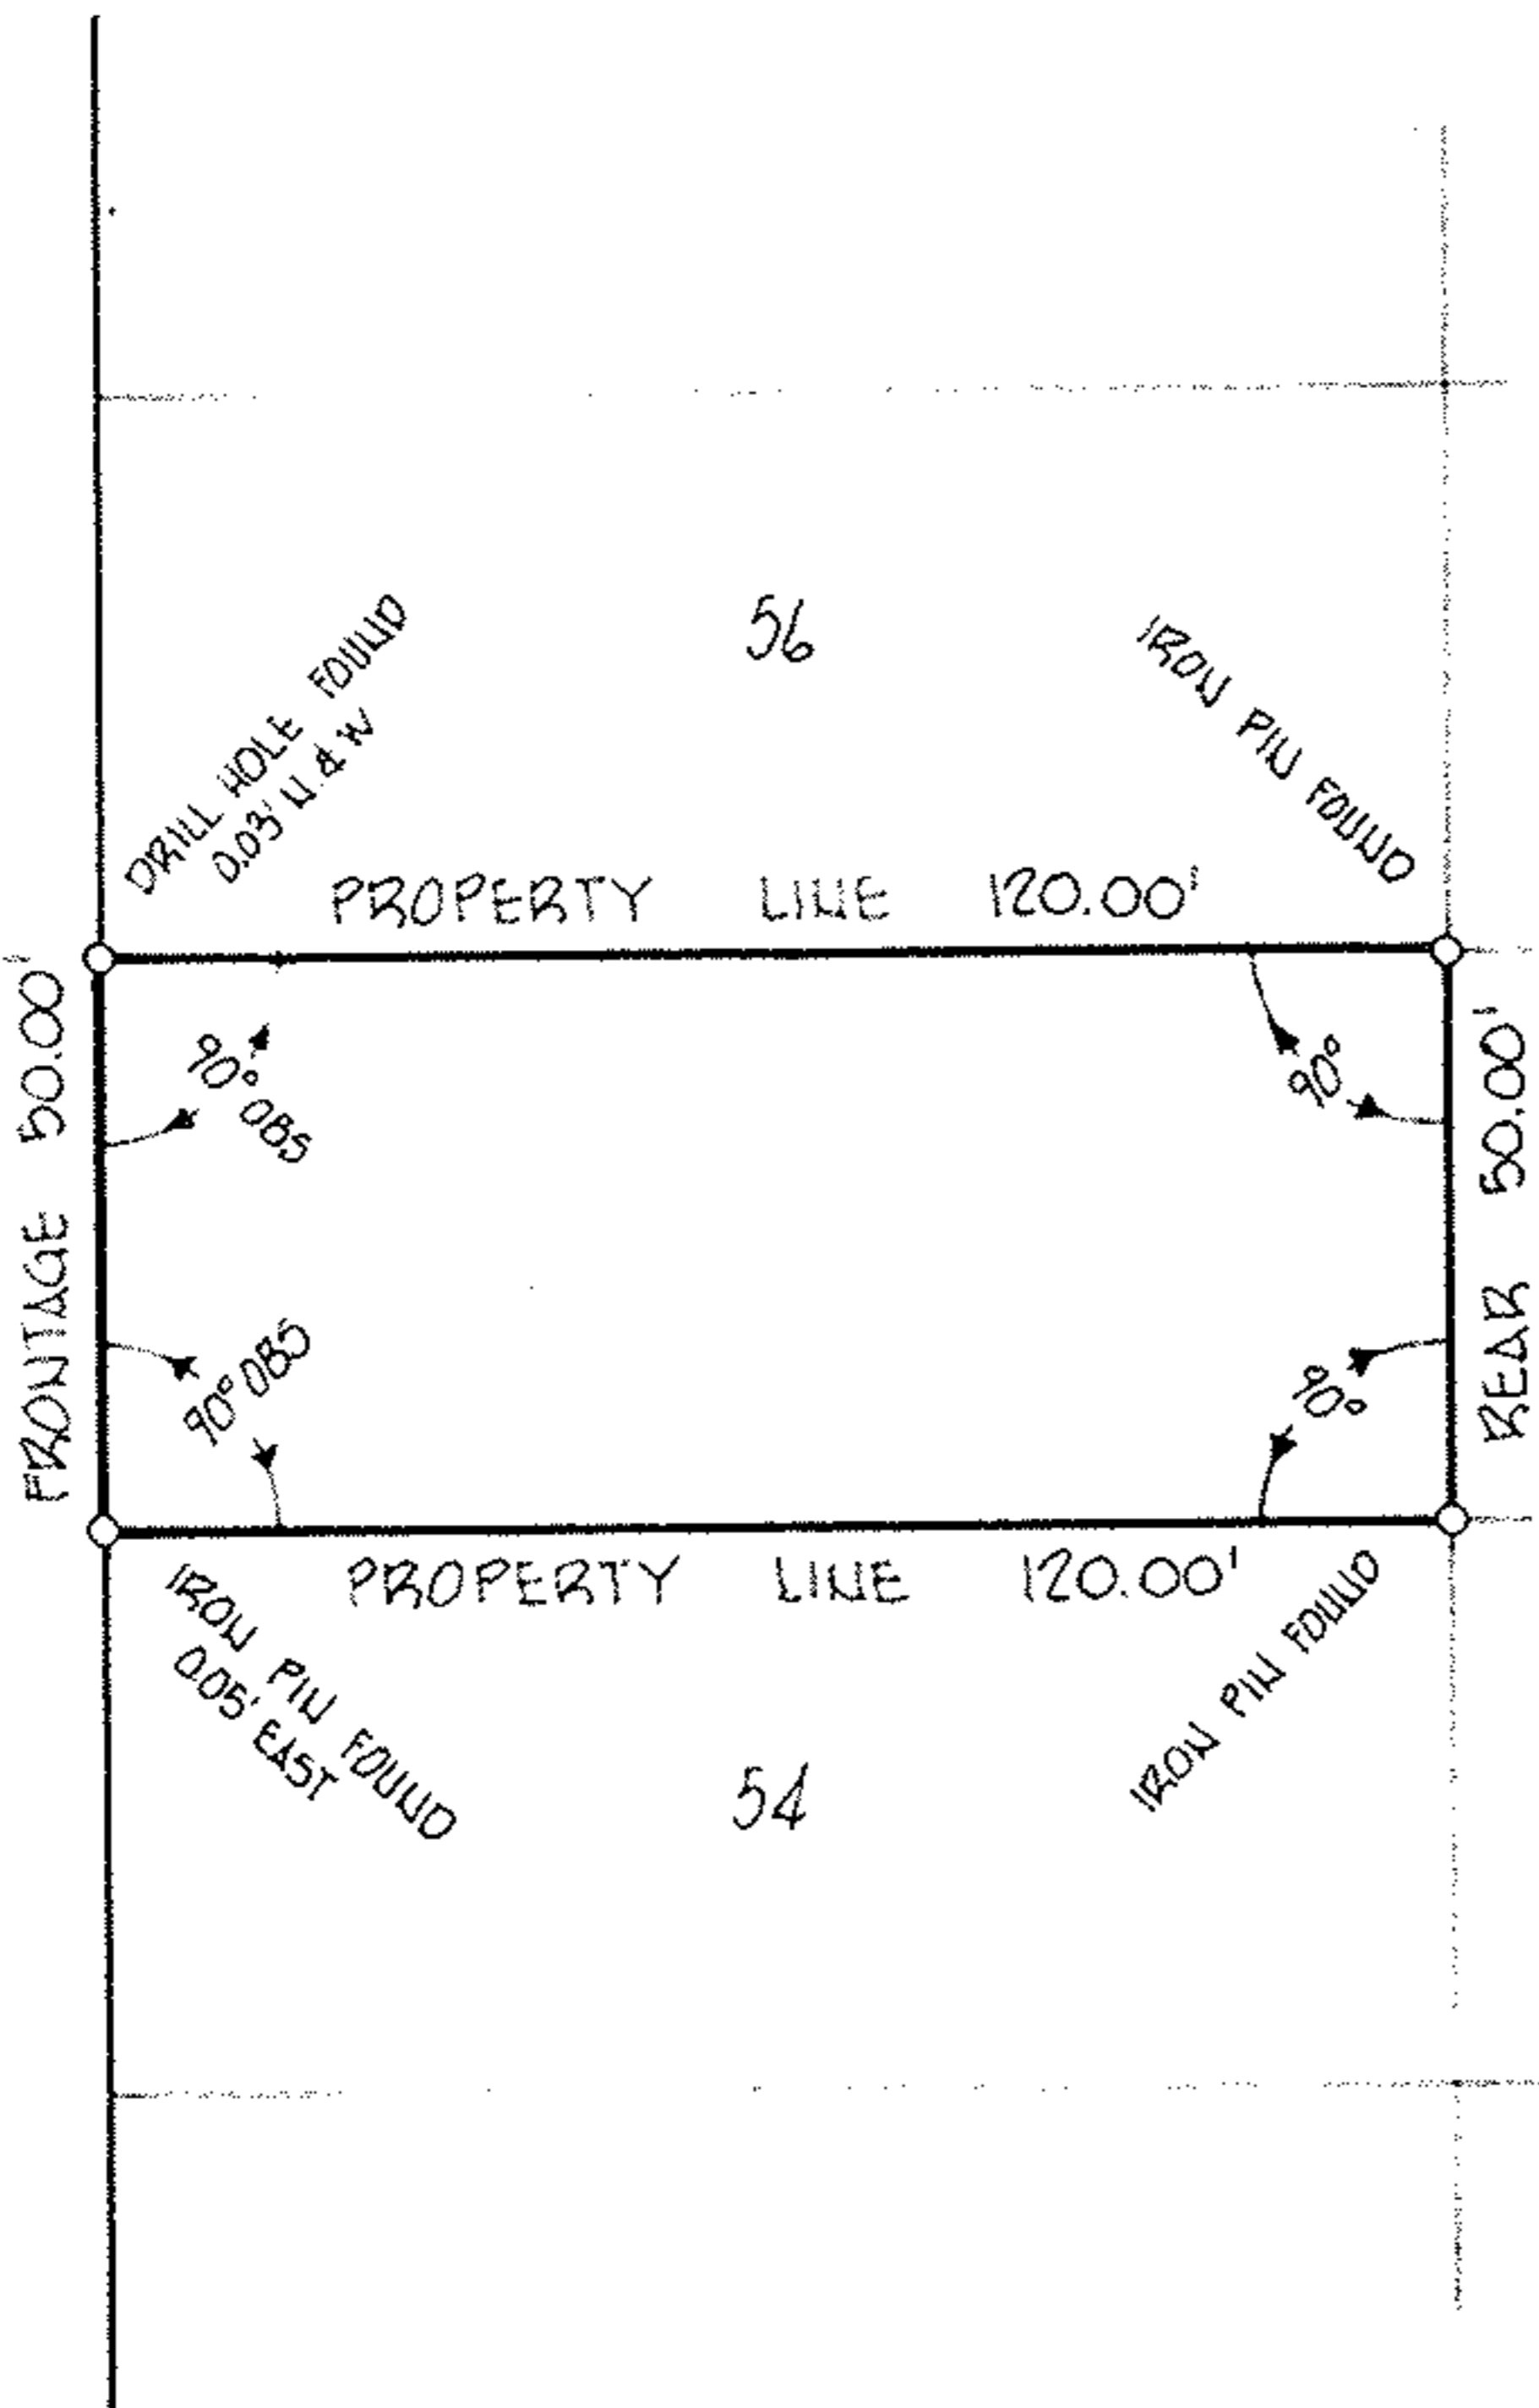 56
DRILL HOLE FOUND
0.03' N. & W
IRON PIN FOUND
PROPERTY LINE 120.00'
FRONTAGE 50.00'
90° OBS
90°
REAR 50.00'
90° OBS
90°
PROPERTY LINE 120.00'
IRON PIN FOUND
0.05' EAST
IRON PIN FOUND
54